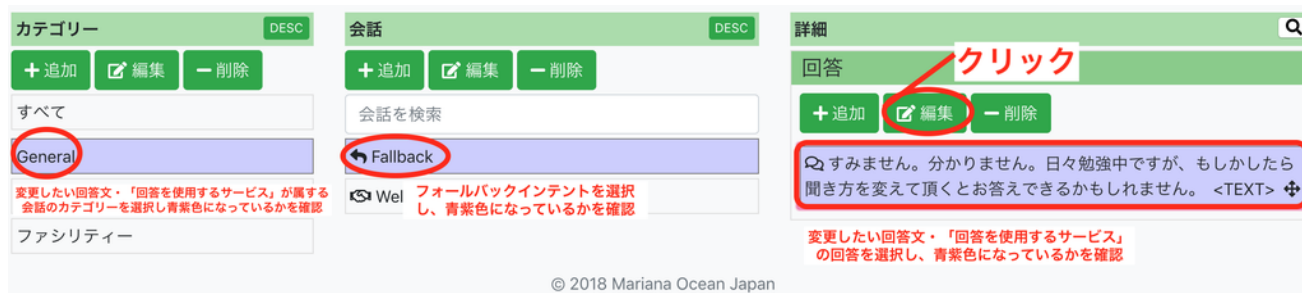 カテゴリー
DESC
追加
編集
削除
すべて
General
変更したい回答文・「回答を使用するサービス」が属する
会話のカテゴリーを選択し青紫色になっているかを確認
ファシリティー
会話
DESC
追加
編集
削除
会話を検索
Fallback
Wel
フォールバックインテントを選択
し、青紫色になっているかを確認
詳細
回答
クリック
追加
編集
削除
すみません。分かりません。日々勉強中ですが、もしかしたら
聞き方を変えて頂くとお答えできるかもしれません。 <TEXT>
変更したい回答文・「回答を使用するサービス」
の回答を選択し、青紫色になっているかを確認
© 2018 Mariana Ocean Japan